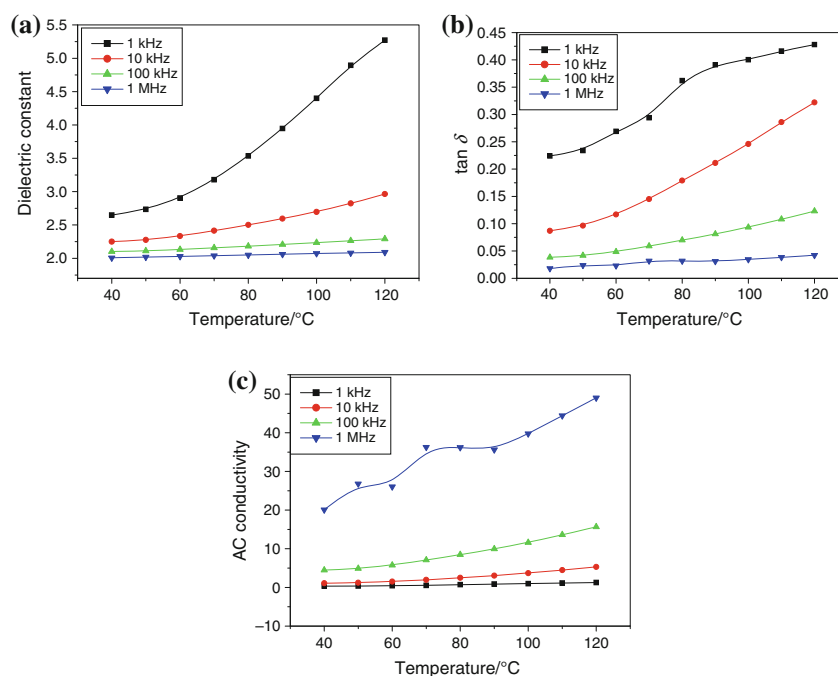 (a)
5.5
5.0
4.5
4.0
3.5
3.0
2.5
2.0
Dielectric constant
1 kHz
10 kHz
100 kHz
1 MHz
40 60 80 100 120
Temperature/°C
(b)
0.45
0.40
0.35
0.30
0.25
0.20
0.15
0.10
0.05
0.00
tan δ
1 kHz
10 kHz
100 kHz
1 MHz
40 60 80 100 120
Temperature/°C
(c)
50
40
30
20
10
0
−10
AC conductivity
1 kHz
10 kHz
100 kHz
1 MHz
40 60 80 100 120
Temperature/°C